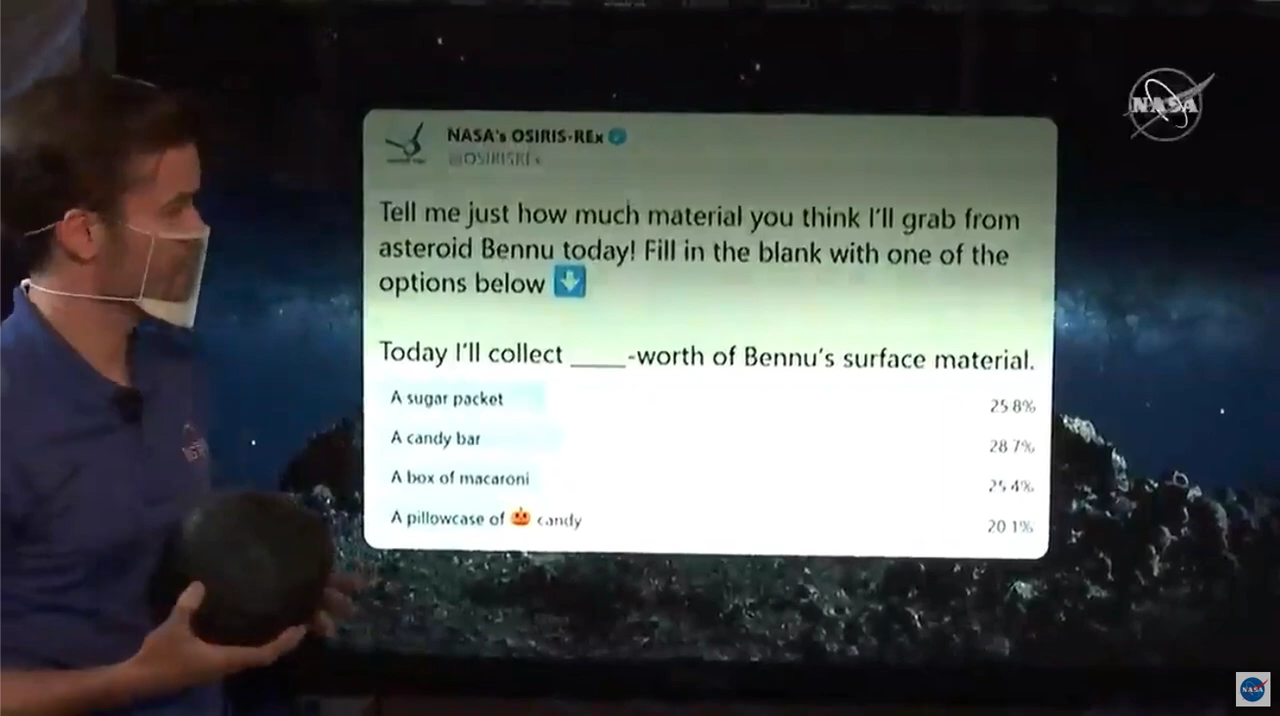 NASA
NASA's OSIRIS-REx
@OSIRISREx
Tell me just how much material you think I'll grab from
asteroid Bennu today! Fill in the blank with one of the
options below ⬇️
Today I'll collect ____-worth of Bennu's surface material.
A sugar packet 25.8%
A candy bar 28.7%
A box of macaroni 25.4%
A pillowcase of 🎃 candy 20.1%
NASA